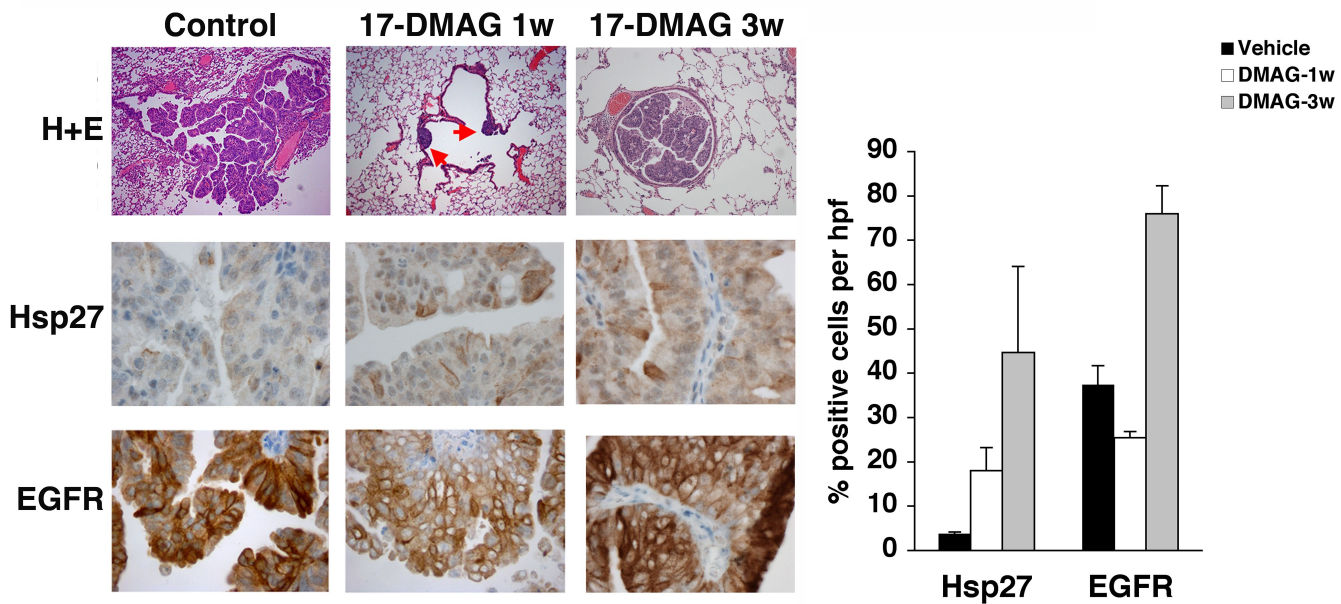 Control 17-DMAG 1w 17-DMAG 3w
H+E
Hsp27
EGFR
Vehicle
DMAG-1w
DMAG-3w
% positive cells per hpf
90
80
70
60
50
40
30
20
10
0
Hsp27 EGFR